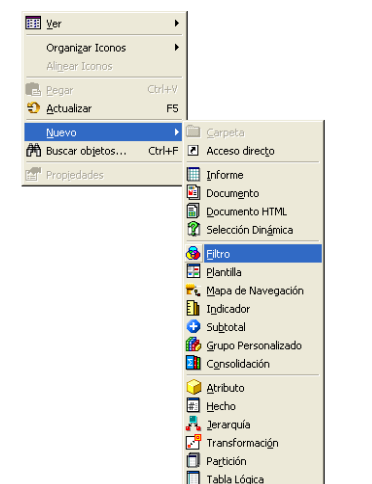 Ver
Organizar Iconos
Alinear Iconos
Pegar Ctrl+V
Actualizar F5
Nuevo
Buscar objetos... Ctrl+F
Propiedades
Carpeta
Acceso directo
Informe
Documento
Documento HTML
Selección Dinámica
Filtro
Plantilla
Mapa de Navegación
Indicador
Subtotal
Grupo Personalizado
Consolidación
Atributo
Hecho
Jerarquía
Transformación
Partición
Tabla Lógica